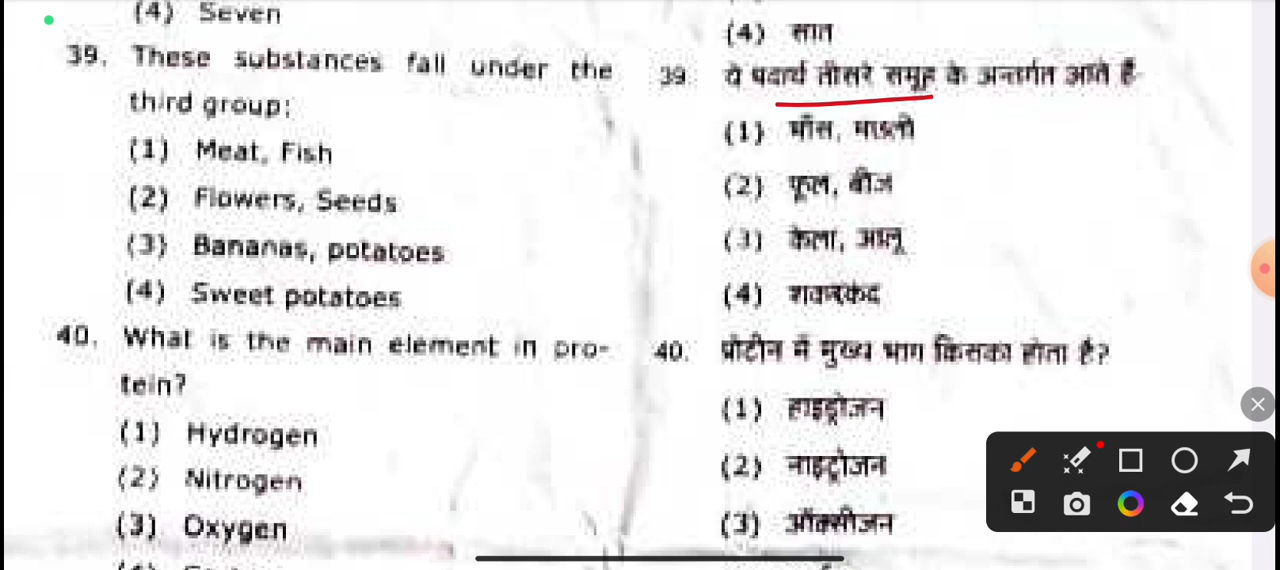 (4) Seven
39. These substances fall under the
third group:
(1) Meat, Fish
(2) Flowers, Seeds
(3) Bananas, potatoes
(4) Sweet potatoes
40. What is the main element in pro-
tein?
(1) Hydrogen
(2) Nitrogen
(3) Oxygen
(4) सात
39. ये पदार्थ तीसरे समूह के अन्तर्गत आते हैं-
(1) माँस, मछली
(2) फूल, बीज
(3) केला, आलू
(4) शकरकंद
40. प्रोटीन में मुख्य भाग किसका होता है?
(1) हाइड्रोजन
(2) नाइट्रोजन
(3) ऑक्सीजन